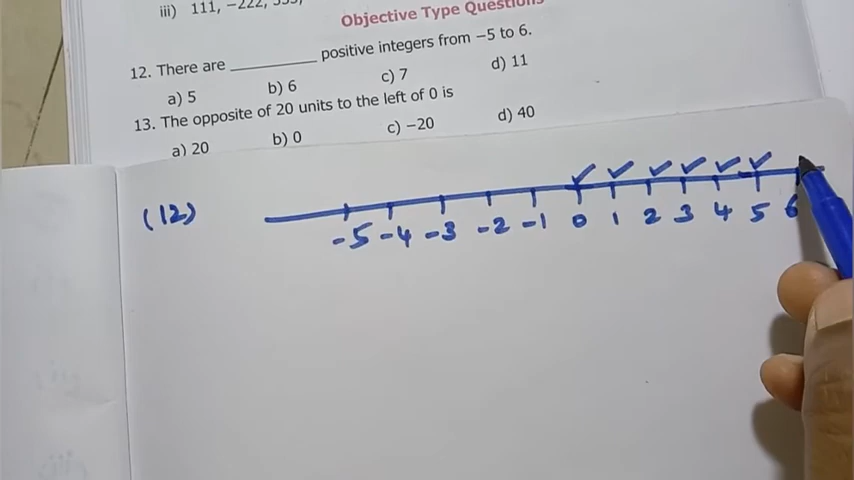 iii) 111, −222, 333,
Objective Type Questions
12. There are ________ positive integers from −5 to 6.
a) 5 b) 6 c) 7 d) 11
13. The opposite of 20 units to the left of 0 is
a) 20 b) 0 c) −20 d) 40
(12)
-5 -4 -3 -2 -1 0 1 2 3 4 5 6